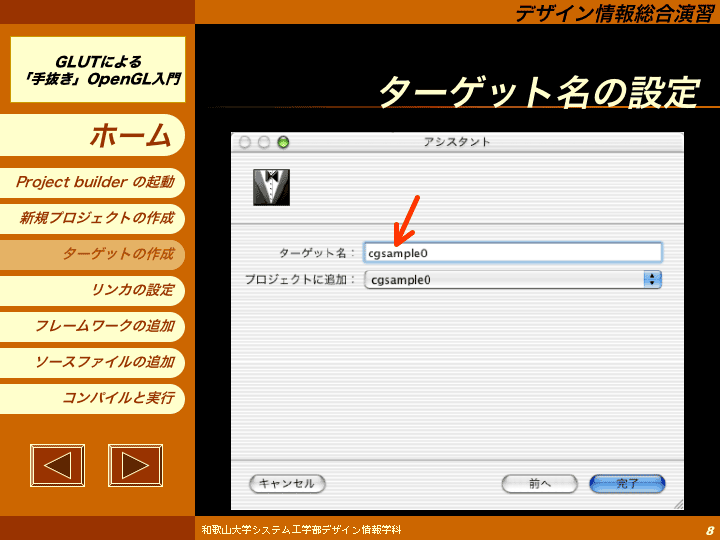 デザイン情報総合演習
GLUTによる
「手抜き」OpenGL入門
ターゲット名の設定
ホーム
Project builder の起動
新規プロジェクトの作成
ターゲットの作成
リンカの設定
フレームワークの追加
ソースファイルの追加
コンパイルと実行
アシスタント
ターゲット名：
cgsample0
プロジェクトに追加：
cgsample0
キャンセル
前へ
完了
和歌山大学システム工学部デザイン情報学科
8